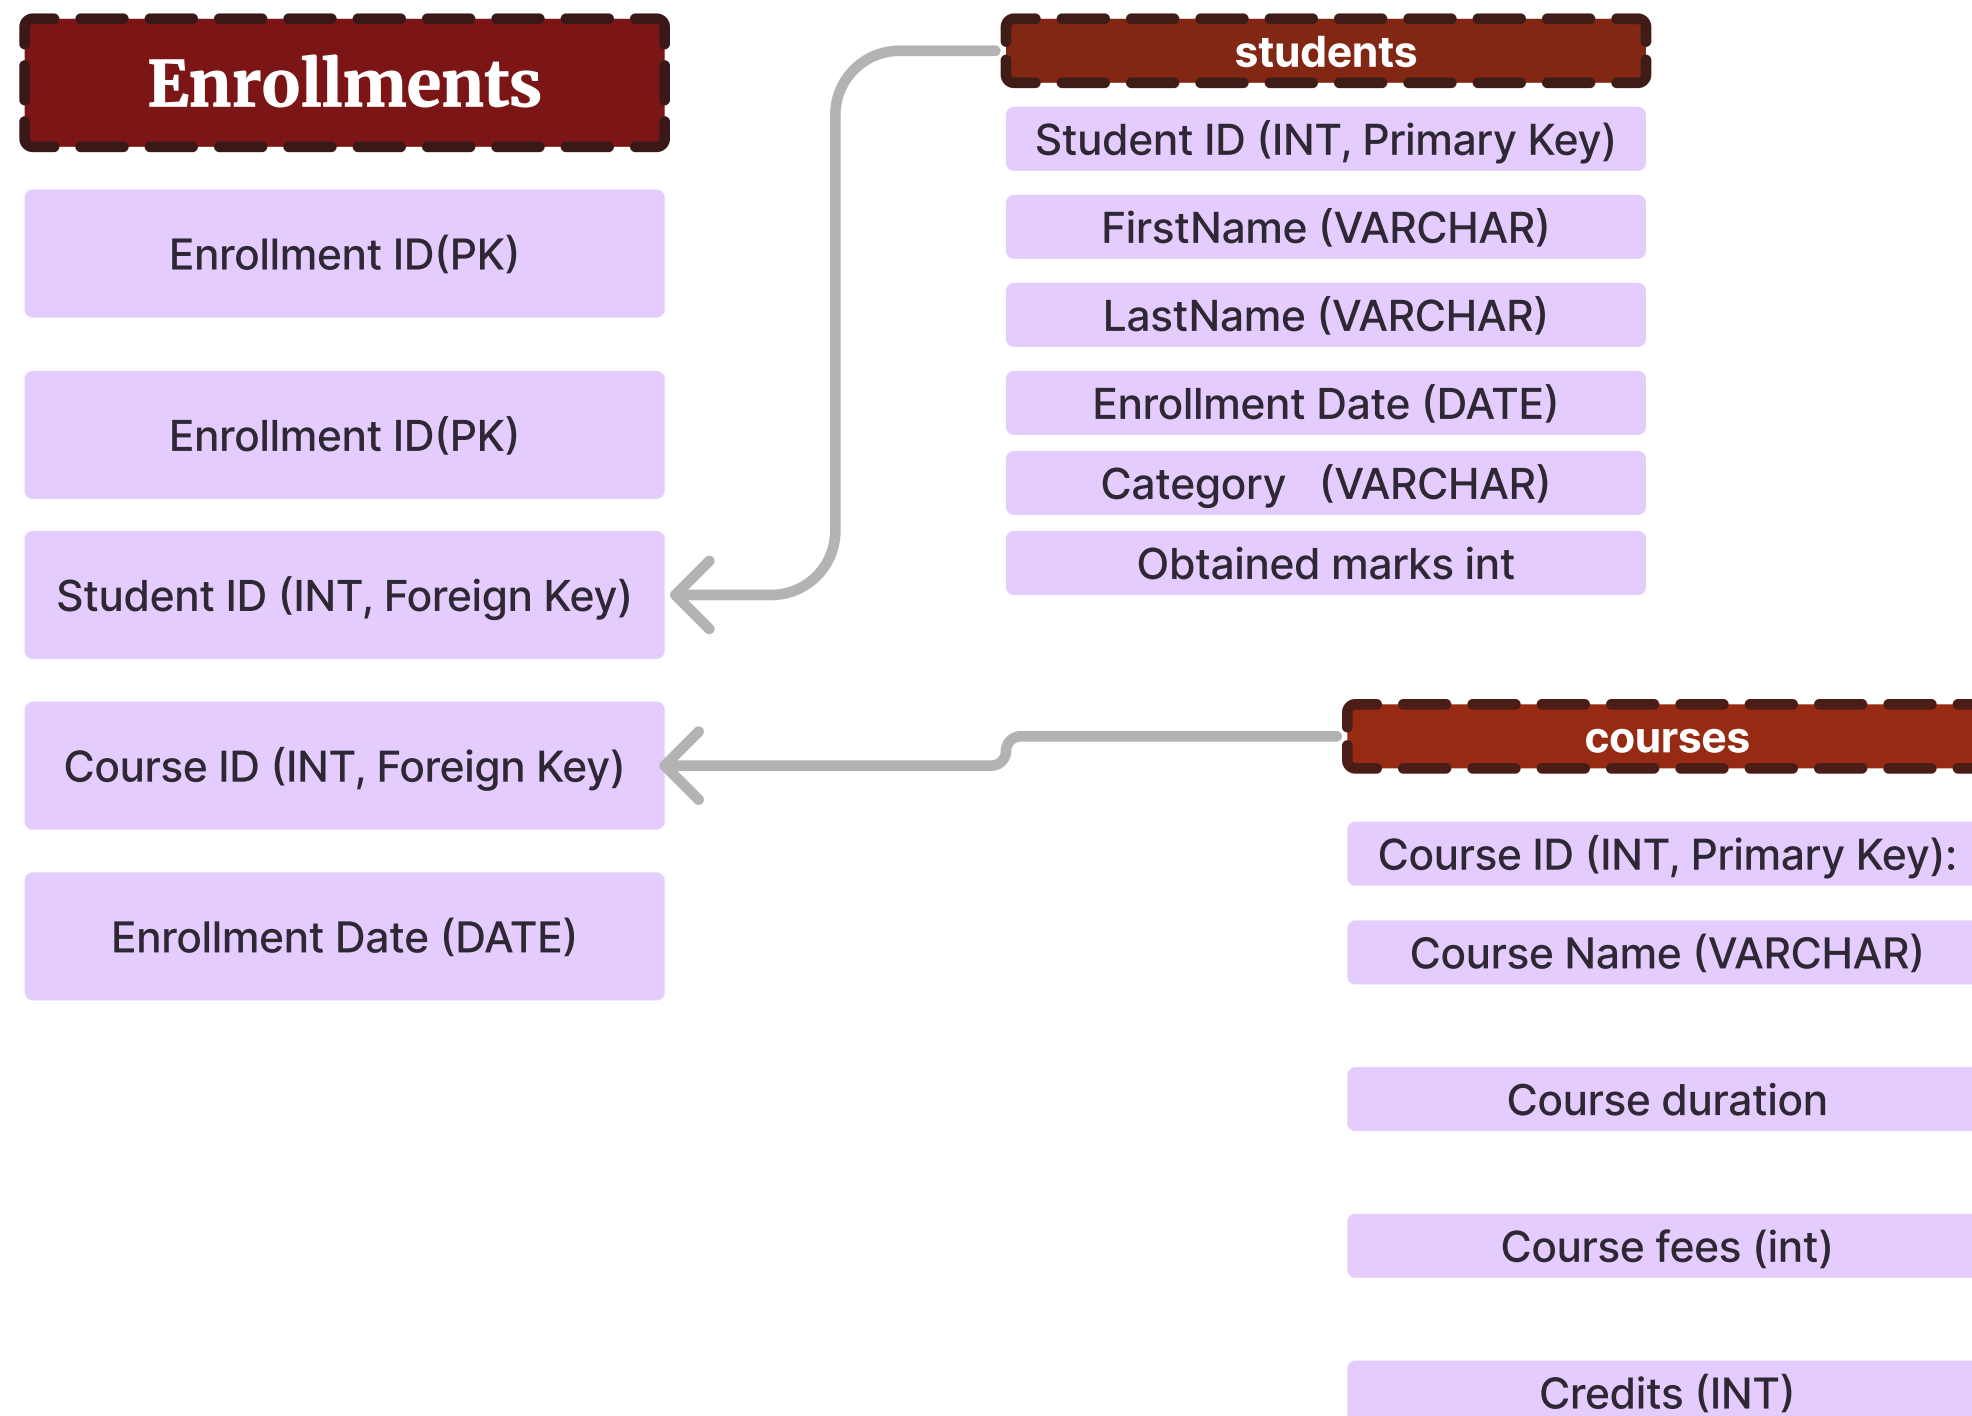 Enrollments
Enrollment ID(PK)
Enrollment ID(PK)
Student ID (INT, Foreign Key)
Course ID (INT, Foreign Key)
Enrollment Date (DATE)
students
Student ID (INT, Primary Key)
FirstName (VARCHAR)
LastName (VARCHAR)
Enrollment Date (DATE)
Category (VARCHAR)
Obtained marks int
courses
Course ID (INT, Primary Key):
Course Name (VARCHAR)
Course duration
Course fees (int)
Credits (INT)